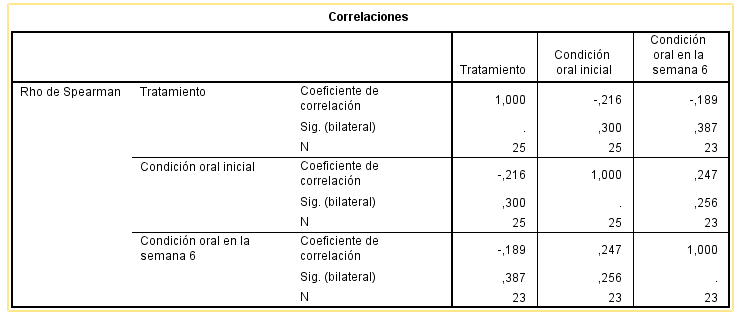 Correlaciones
Tratamiento Condición oral inicial Condición oral en la semana 6
Rho de Spearman Tratamiento Coeficiente de correlación 1,000 -,216 -,189
Sig. (bilateral) . ,300 ,387
N 25 25 23
Condición oral inicial Coeficiente de correlación -,216 1,000 ,247
Sig. (bilateral) ,300 . ,256
N 25 25 23
Condición oral en la semana 6 Coeficiente de correlación -,189 ,247 1,000
Sig. (bilateral) ,387 ,256 .
N 23 23 23